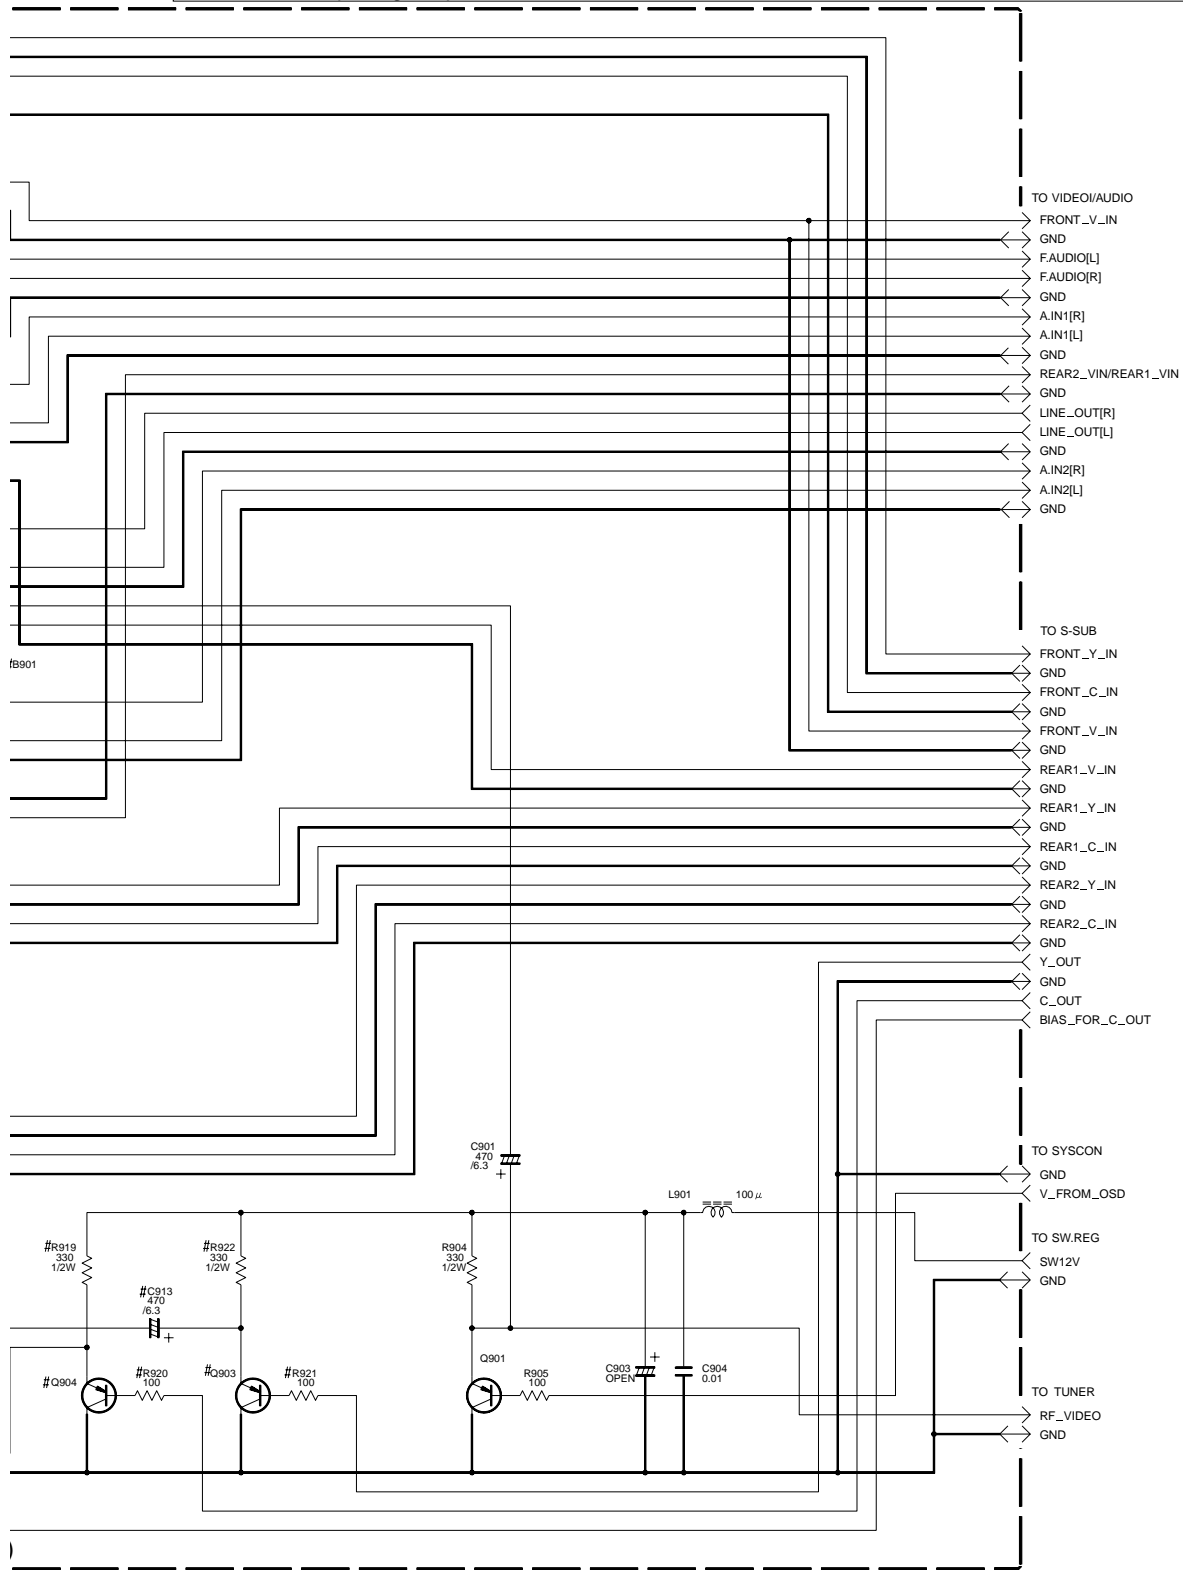 TO VIDEOI/AUDIO
FRONT_V_IN
GND
F.AUDIO[L]
F.AUDIO[R]
GND
A.IN1[R]
A.IN1[L]
GND
REAR2_VIN/REAR1_VIN
GND
LINE_OUT[R]
LINE_OUT[L]
GND
A.IN2[R]
A.IN2[L]
GND
TO S-SUB
FRONT_Y_IN
GND
FRONT_C_IN
GND
FRONT_V_IN
GND
REAR1_V_IN
GND
REAR1_Y_IN
GND
REAR1_C_IN
GND
REAR2_Y_IN
GND
REAR2_C_IN
GND
Y_OUT
GND
C_OUT
BIAS_FOR_C_OUT
TO SYSCON
GND
V_FROM_OSD
TO SW.REG
SW12V
GND
TO TUNER
RF_VIDEO
GND
#B901
C901
470
/6.3
+
L901
100μ
#R919
330
1/2W
#R922
330
1/2W
R904
330
1/2W
#C913
470
/6.3
+
#Q904
#R920
100
#Q903
#R921
100
Q901
R905
100
C903
OPEN
+
C904
0.01
)